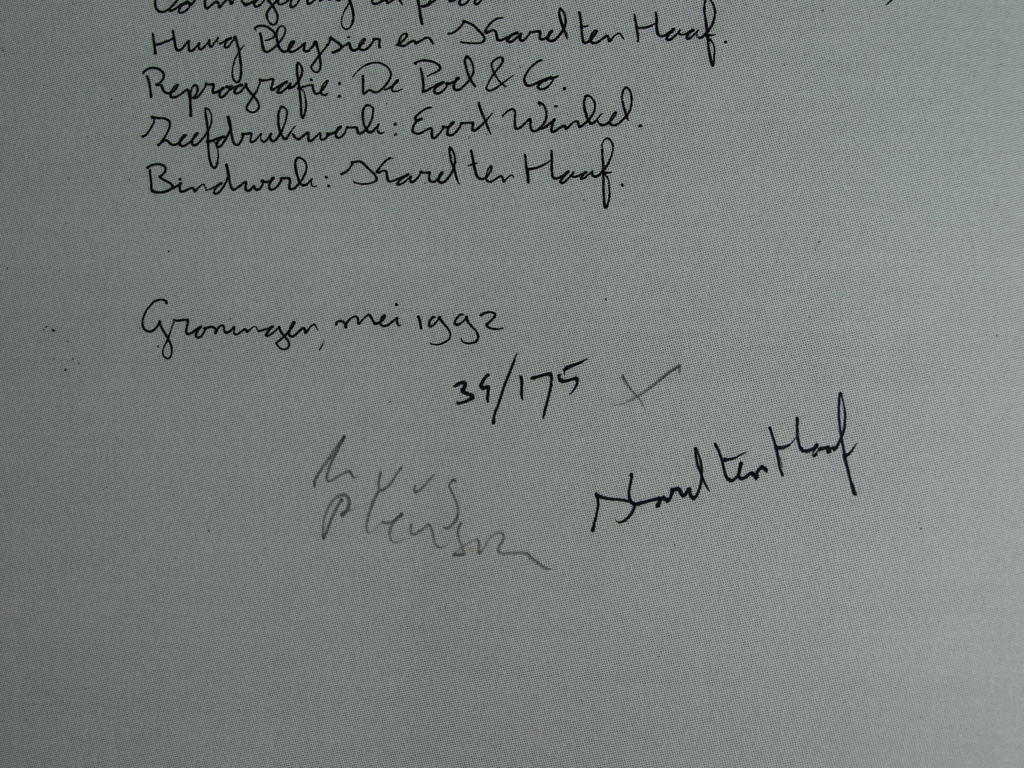 Huug Pleysier en Karel ten Haaf.
Reprografie: De Poel & Co.
Zeefdrukwerk: Evert Winkel.
Bindwerk: Karel ten Haaf.
Groningen, mei 1992
34/175
Huug
Pleysier
Karel ten Haaf